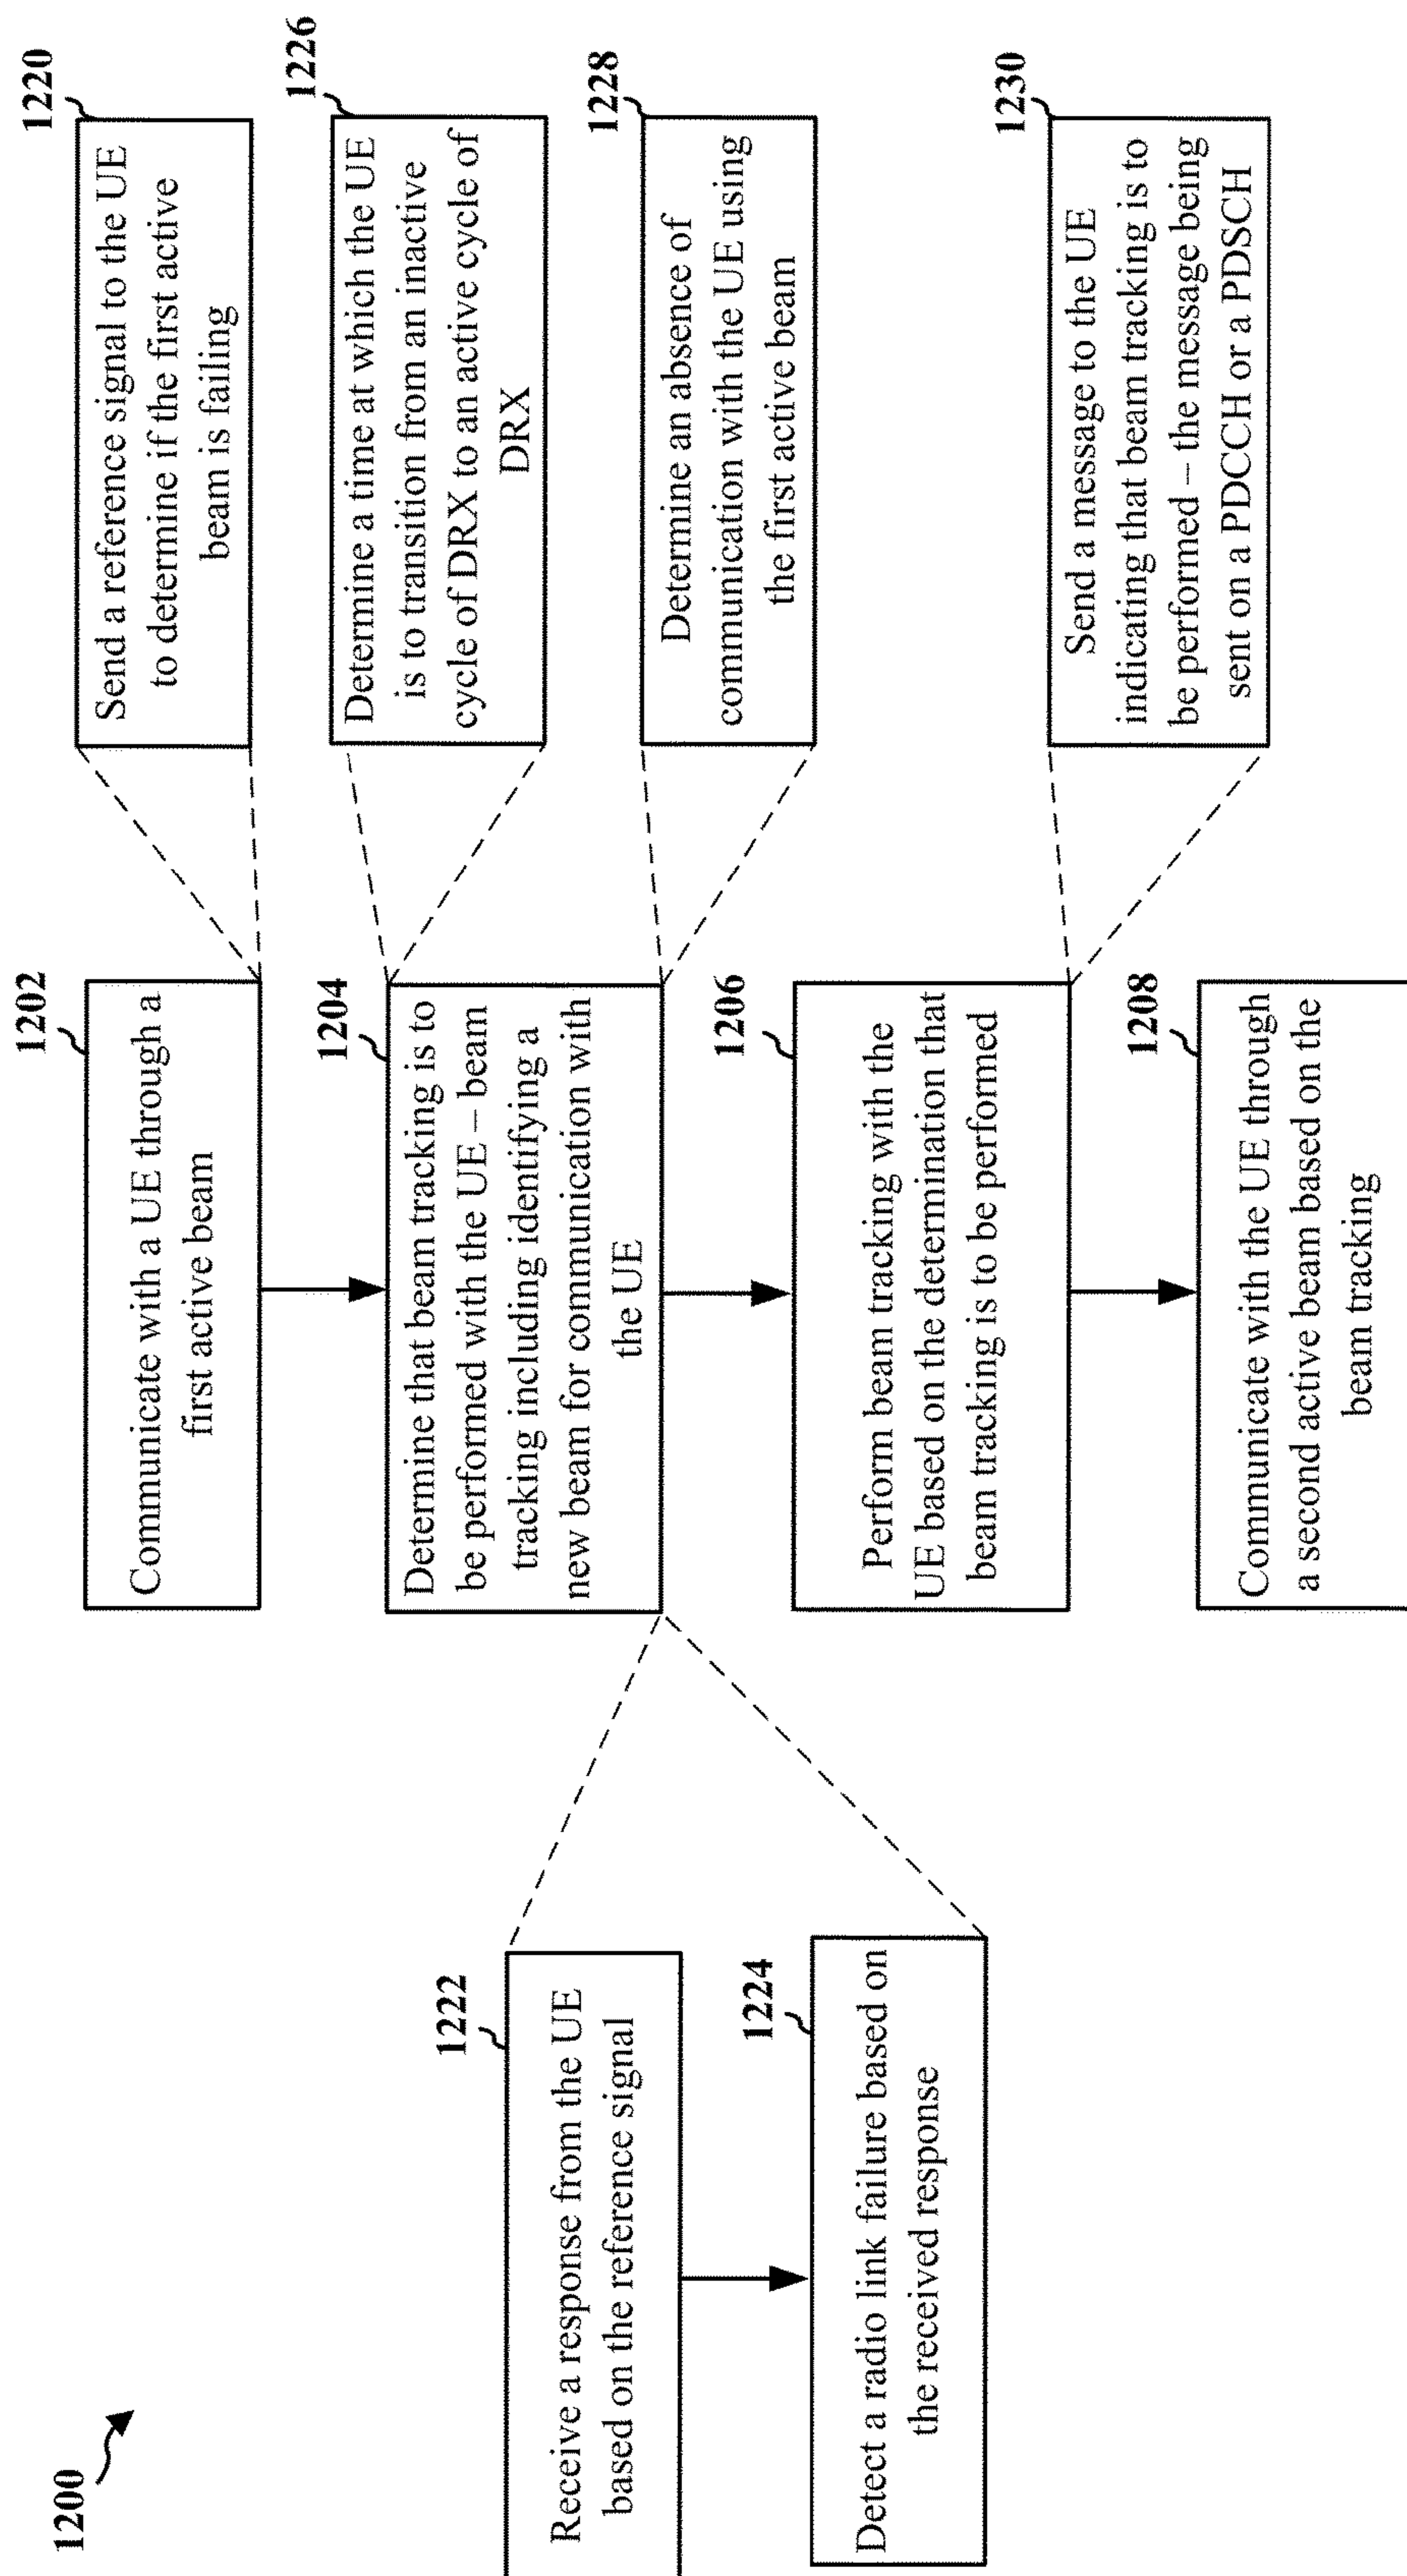 1200
1202
Communicate with a UE through a
first active beam
1220
Send a reference signal to the UE
to determine if the first active
beam is failing
1204
Determine that beam tracking is to
be performed with the UE – beam
tracking including identifying a
new beam for communication with
the UE
1222
Receive a response from the UE
based on the reference signal
1224
Detect a radio link failure based on
the received response
1226
Determine a time at which the UE
is to transition from an inactive
cycle of DRX to an active cycle of
DRX
1228
Determine an absence of
communication with the UE using
the first active beam
1206
Perform beam tracking with the
UE based on the determination that
beam tracking is to be performed
1230
Send a message to the UE
indicating that beam tracking is to
be performed – the message being
sent on a PDCCH or a PDSCH
1208
Communicate with the UE through
a second active beam based on the
beam tracking